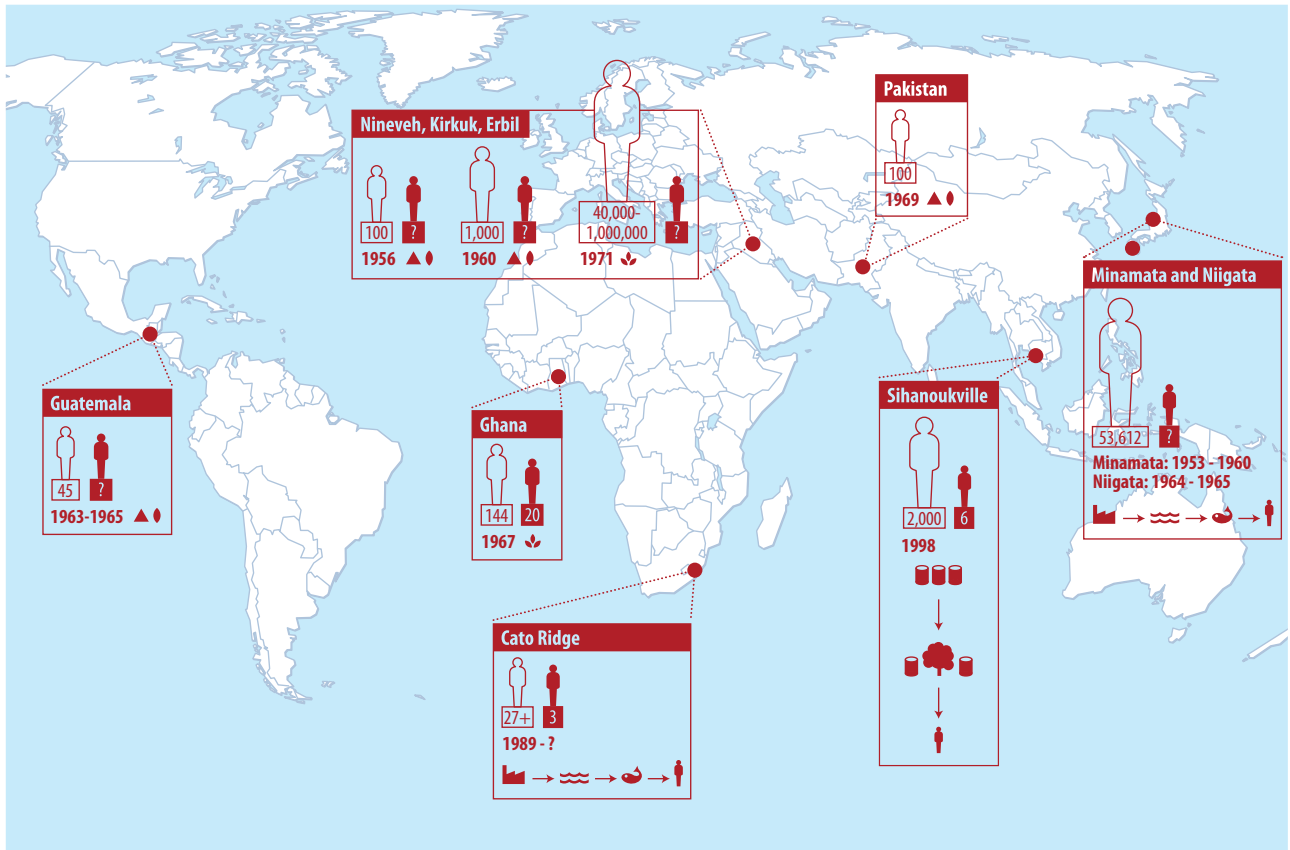 Nineveh, Kirkuk, Erbil
100
?
1956
1,000
?
1960
40,000-
1,000,000
?
1971
Pakistan
100
1969
Minamata and Niigata
53,612
?
Minamata: 1953 - 1960
Niigata: 1964 - 1965
Guatemala
45
?
1963-1965
Ghana
144
20
1967
Sihanoukville
2,000
6
1998
Cato Ridge
27+
3
1989 - ?